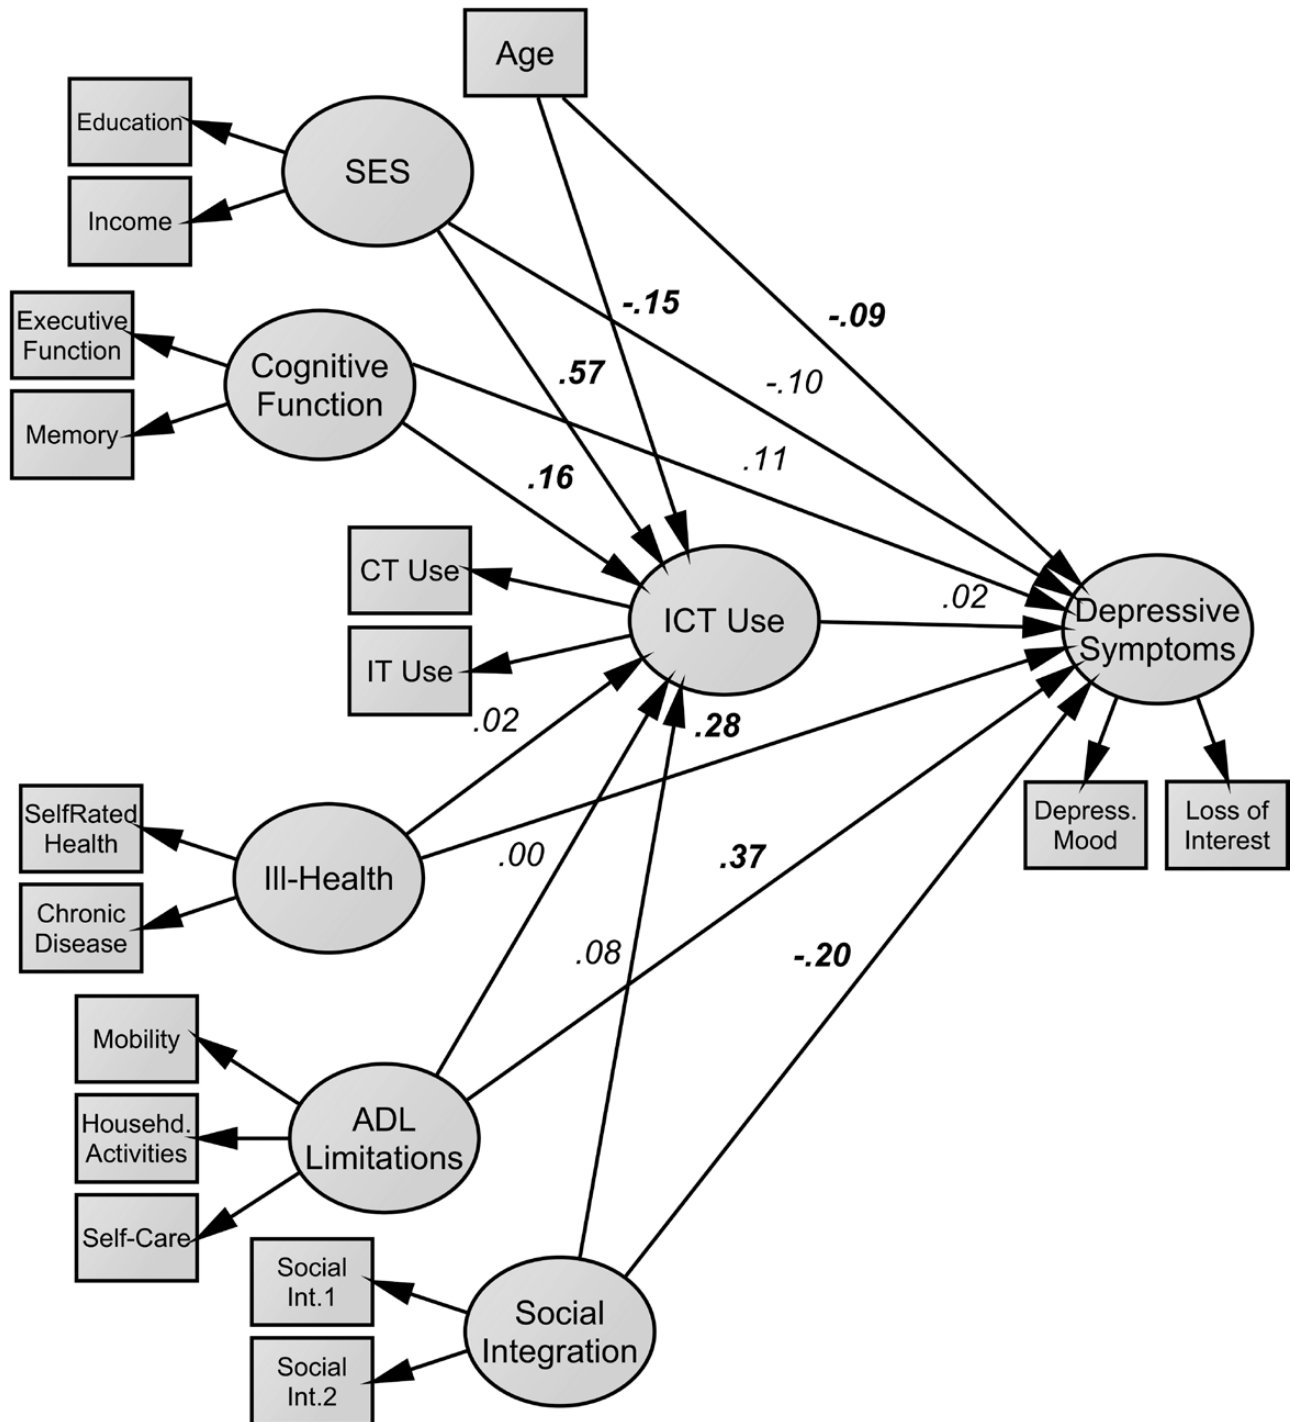 Age
Education
SES
Income
Executive
Function
Cognitive
Function
Memory
-.15
-.09
.57
-.10
.11
.16
CT Use
IT Use
ICT Use
.02
Depressive
Symptoms
.02
.28
SelfRated
Health
Ill-Health
Chronic
Disease
Depress.
Mood
Loss of
Interest
.00
.37
.08
-.20
Mobility
Househd.
Activities
ADL
Limitations
Self-Care
Social
Int.1
Social
Integration
Social
Int.2